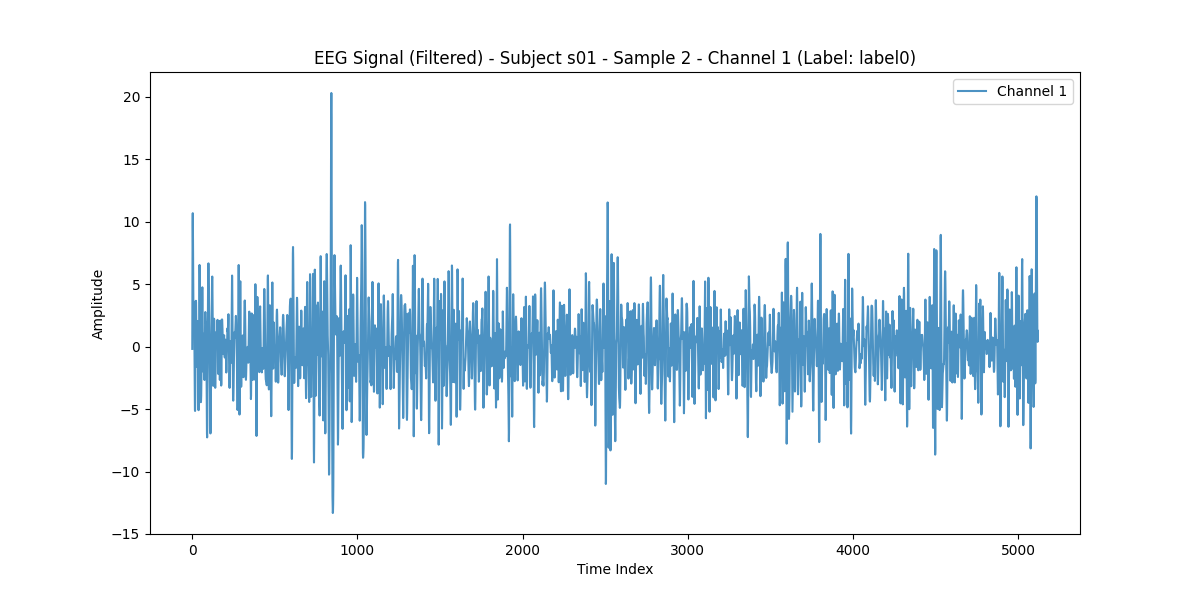 EEG Signal (Filtered) - Subject s01 - Sample 2 - Channel 1 (Label: label0)
Channel 1
20
15
10
5
0
−5
−10
−15
Amplitude
0 1000 2000 3000 4000 5000
Time Index